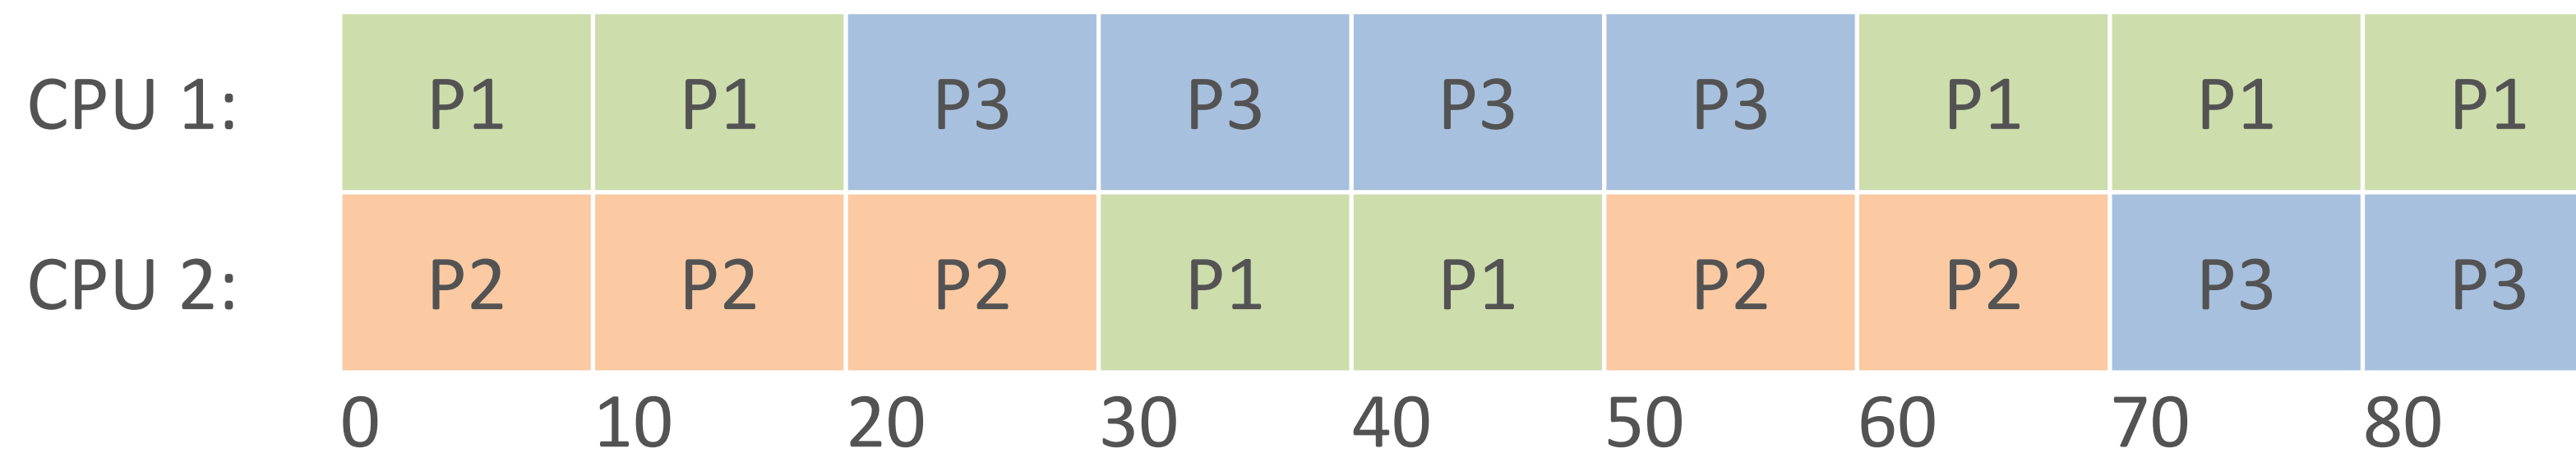 CPU 1: P1 P1 P3 P3 P3 P3 P1 P1 P1
CPU 2: P2 P2 P2 P1 P1 P2 P2 P3 P3
0 10 20 30 40 50 60 70 80